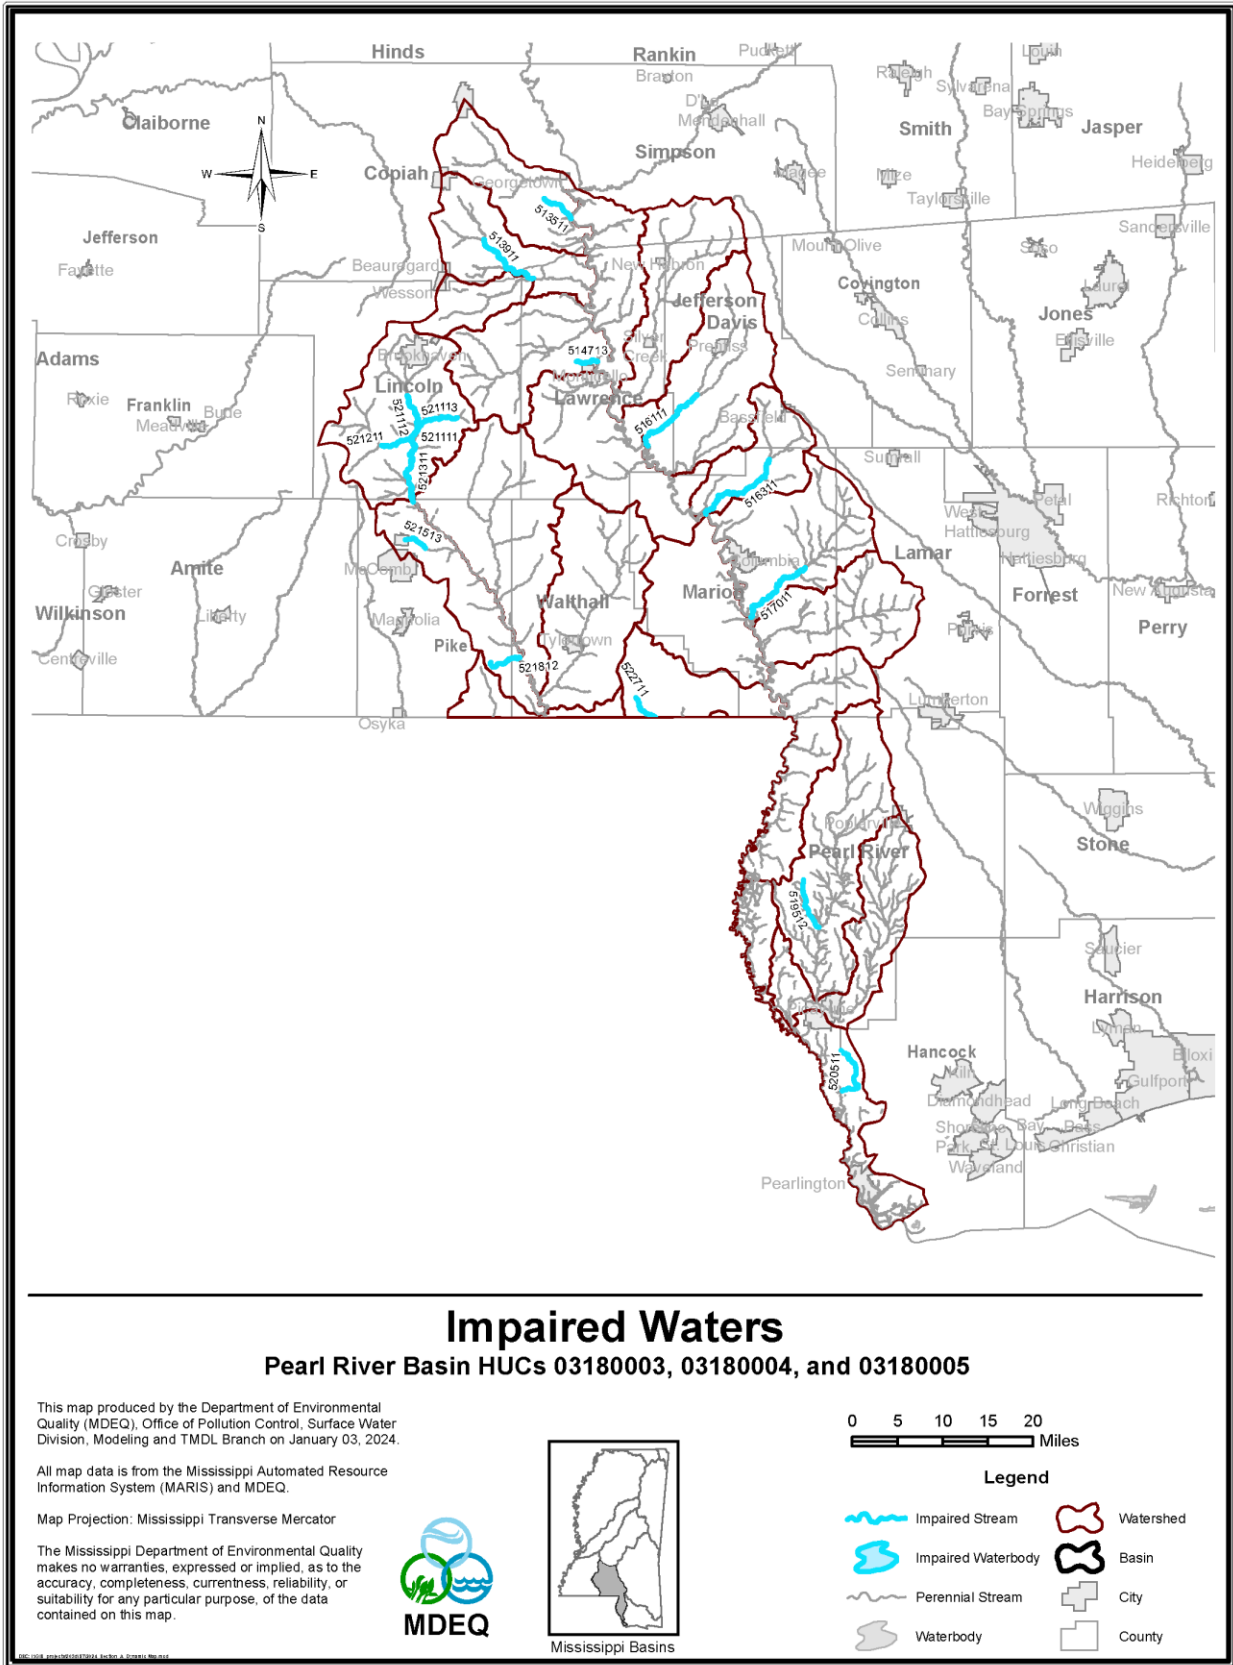 Hinds
Rankin
Puckett
Braxton
Raleigh
Louin
Sylvarena
Bay Springs
D'Lo
Mendenhall
Claiborne
Smith
Jasper
N
W
E
S
Simpson
Heidelberg
Copiah
Georgetown
Magee
Mize
Taylorsville
513511
Sandersville
Jefferson
513911
Mount Olive
Soso
Fayette
Beauregard
New Hebron
Wesson
Covington
Laurel
Jefferson
Davis
Collins
Jones
Ellisville
Adams
Brookhaven
514713
Silver
Creek
Prentiss
Monticello
Seminary
Lincoln
Lawrence
Roxie
Franklin
Bude
Meadville
521112
521113
516111
Bassfield
521211
521111
Sumrall
521311
516311
Petal
Richton
West
Hattiesburg
521513
Crosby
McComb
Columbia
Lamar
Hattiesburg
Amite
Gloster
Marion
517011
Forrest
New Augusta
Wilkinson
Liberty
Walthall
Magnolia
Purvis
Perry
Centreville
Pike
Tylertown
521812
522711
Lumberton
Osyka
Wiggins
Poplarville
Stone
Pearl River
519512
Saucier
Harrison
Picayune
Lyman
Hancock
Biloxi
520511
Kiln
Gulfport
Diamondhead
Long Beach
Shoreline
Park
Bay
St. Louis
Pass
Christian
Waveland
Pearlington
Impaired Waters
Pearl River Basin HUCs 03180003, 03180004, and 03180005
This map produced by the Department of Environmental
Quality (MDEQ), Office of Pollution Control, Surface Water
Division, Modeling and TMDL Branch on January 03, 2024.
All map data is from the Mississippi Automated Resource
Information System (MARIS) and MDEQ.
Map Projection: Mississippi Transverse Mercator
The Mississippi Department of Environmental Quality
makes no warranties, expressed or implied, as to the
accuracy, completeness, currentness, reliability, or
suitability for any particular purpose, of the data
contained on this map.
MDEQ
Mississippi Basins
0 5 10 15 20
Miles
Legend
Impaired Stream
Watershed
Impaired Waterbody
Basin
Perennial Stream
City
Waterbody
County